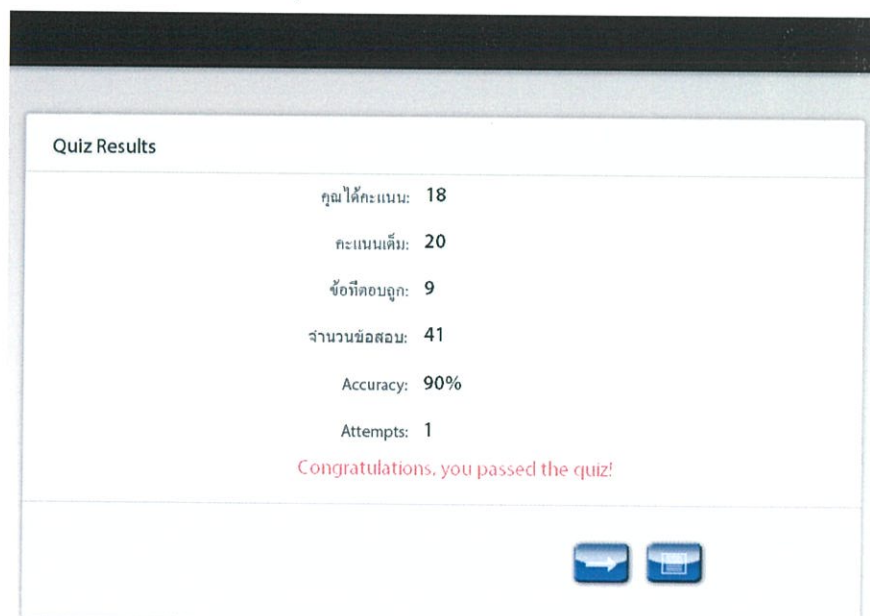 Quiz Results
คุณได้คะแนน: 18
คะแนนเต็ม: 20
ข้อที่ตอบถูก: 9
จำนวนข้อสอบ: 41
Accuracy: 90%
Attempts: 1
Congratulations, you passed the quiz!